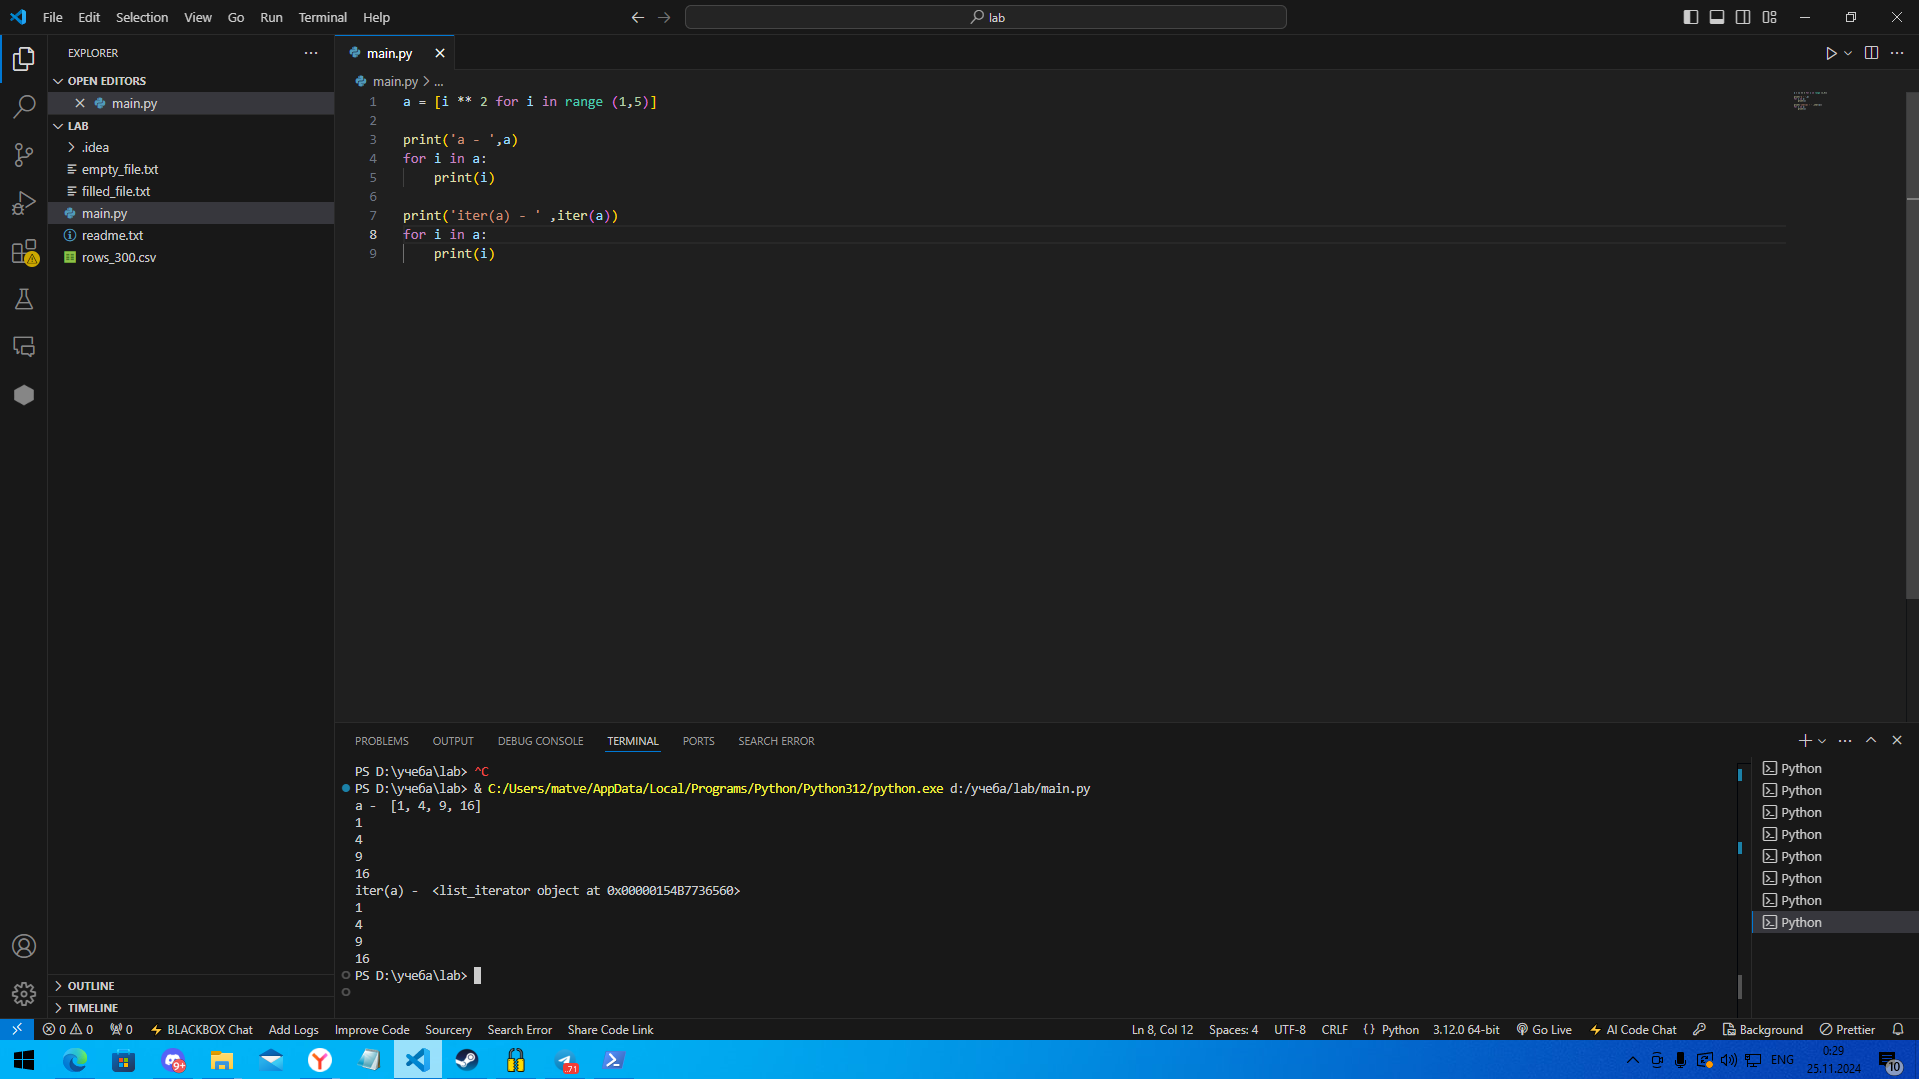 File Edit Selection View Go Run Terminal Help
lab
EXPLORER
OPEN EDITORS
main.py
LAB
.idea
empty_file.txt
filled_file.txt
main.py
readme.txt
rows_300.csv
OUTLINE
TIMELINE
main.py
main.py > ...
1 a = [i ** 2 for i in range (1,5)]
2
3 print('a - ',a)
4 for i in a:
5 print(i)
6
7 print('iter(a) - ' ,iter(a))
8 for i in a:
9 print(i)
PROBLEMS OUTPUT DEBUG CONSOLE TERMINAL PORTS SEARCH ERROR
PS D:\учеба\lab> ^C
PS D:\учеба\lab> & C:/Users/matve/AppData/Local/Programs/Python/Python312/python.exe d:/учеба/lab/main.py
a -  [1, 4, 9, 16]
1
4
9
16
iter(a) -  <list_iterator object at 0x00000154B7736560>
1
4
9
16
PS D:\учеба\lab>
Python
Python
Python
Python
Python
Python
Python
Python
0 0 0 BLACKBOX Chat Add Logs Improve Code Sourcery Search Error Share Code Link Ln 8, Col 12 Spaces: 4 UTF-8 CRLF {} Python 3.12.0 64-bit Go Live AI Code Chat Background Prettier
9+ 71 ENG 0:29
25.11.2024 10